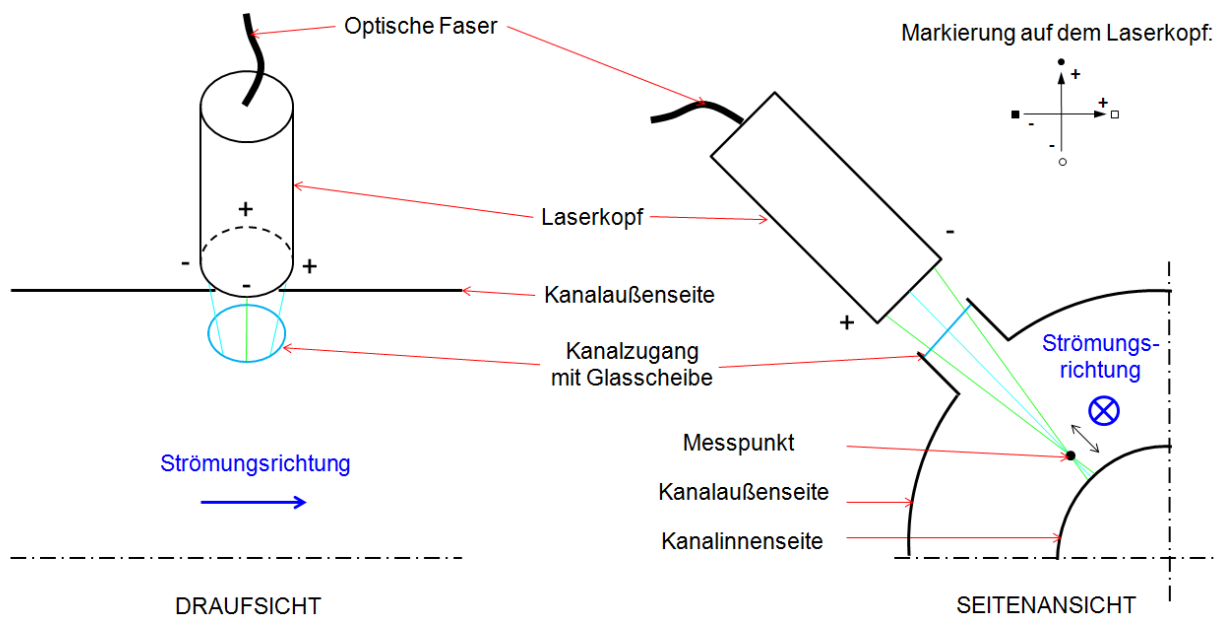 Optische Faser
Markierung auf dem Laserkopf:
+
+
-
-
Laserkopf
+
-
+
-
-
+
Kanalaußenseite
Kanalzugang
mit Glasscheibe
Strömungs-
richtung
Messpunkt
Strömungsrichtung
Kanalaußenseite
Kanalinnenseite
DRAUFSICHT
SEITENANSICHT